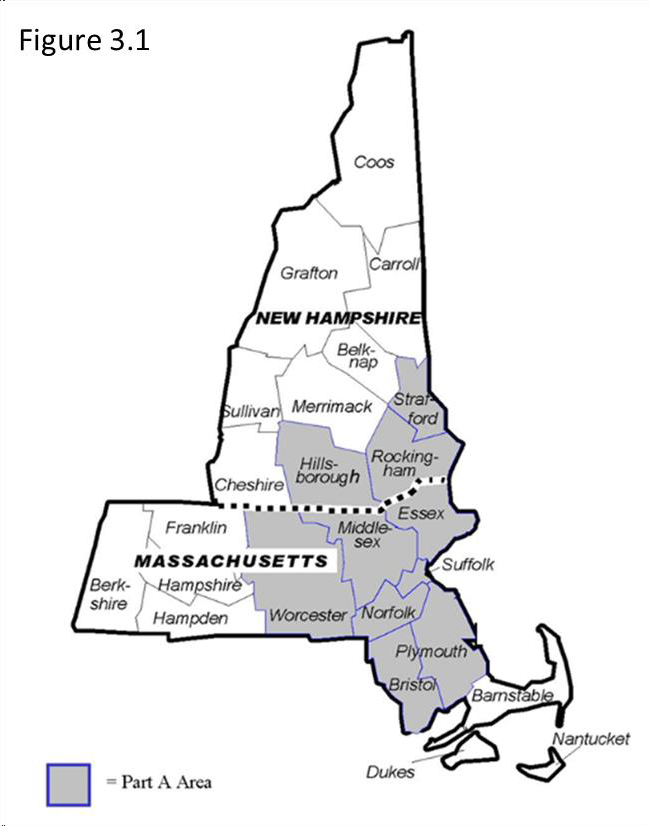 Figure 3.1
Coos
Grafton
Carroll
NEW HAMPSHIRE
Belk-
nap
Sullivan
Merrimack
Straf-
ford
Rocking-
ham
Hills-
borough
Cheshire
Essex
Franklin
Middle-
sex
MASSACHUSETTS
Suffolk
Berk-
shire
Hampshire
Hampden
Worcester
Norfolk
Plymouth
Bristol
Barnstable
Nantucket
Dukes
= Part A Area